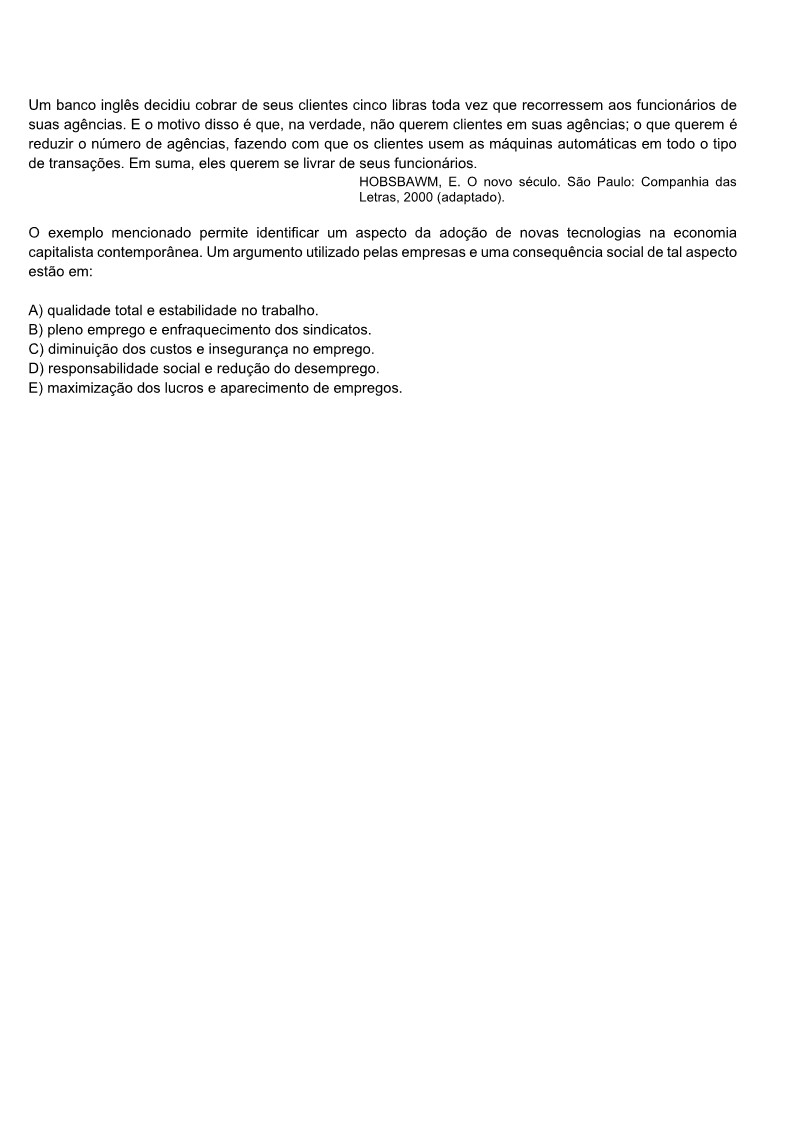 Um banco inglês decidiu cobrar de seus clientes cinco libras toda vez que recorressem aos funcionários de
suas agências. E o motivo disso é que, na verdade, não querem clientes em suas agências; o que querem é
reduzir o número de agências, fazendo com que os clientes usem as máquinas automáticas em todo o tipo
de transações. Em suma, eles querem se livrar de seus funcionários.
HOBSBAWM, E. O novo século. São Paulo: Companhia das
Letras, 2000 (adaptado).
O exemplo mencionado permite identificar um aspecto da adoção de novas tecnologias na economia
capitalista contemporânea. Um argumento utilizado pelas empresas e uma consequência social de tal aspecto
estão em:
A) qualidade total e estabilidade no trabalho.
B) pleno emprego e enfraquecimento dos sindicatos.
C) diminuição dos custos e insegurança no emprego.
D) responsabilidade social e redução do desemprego.
E) maximização dos lucros e aparecimento de empregos.